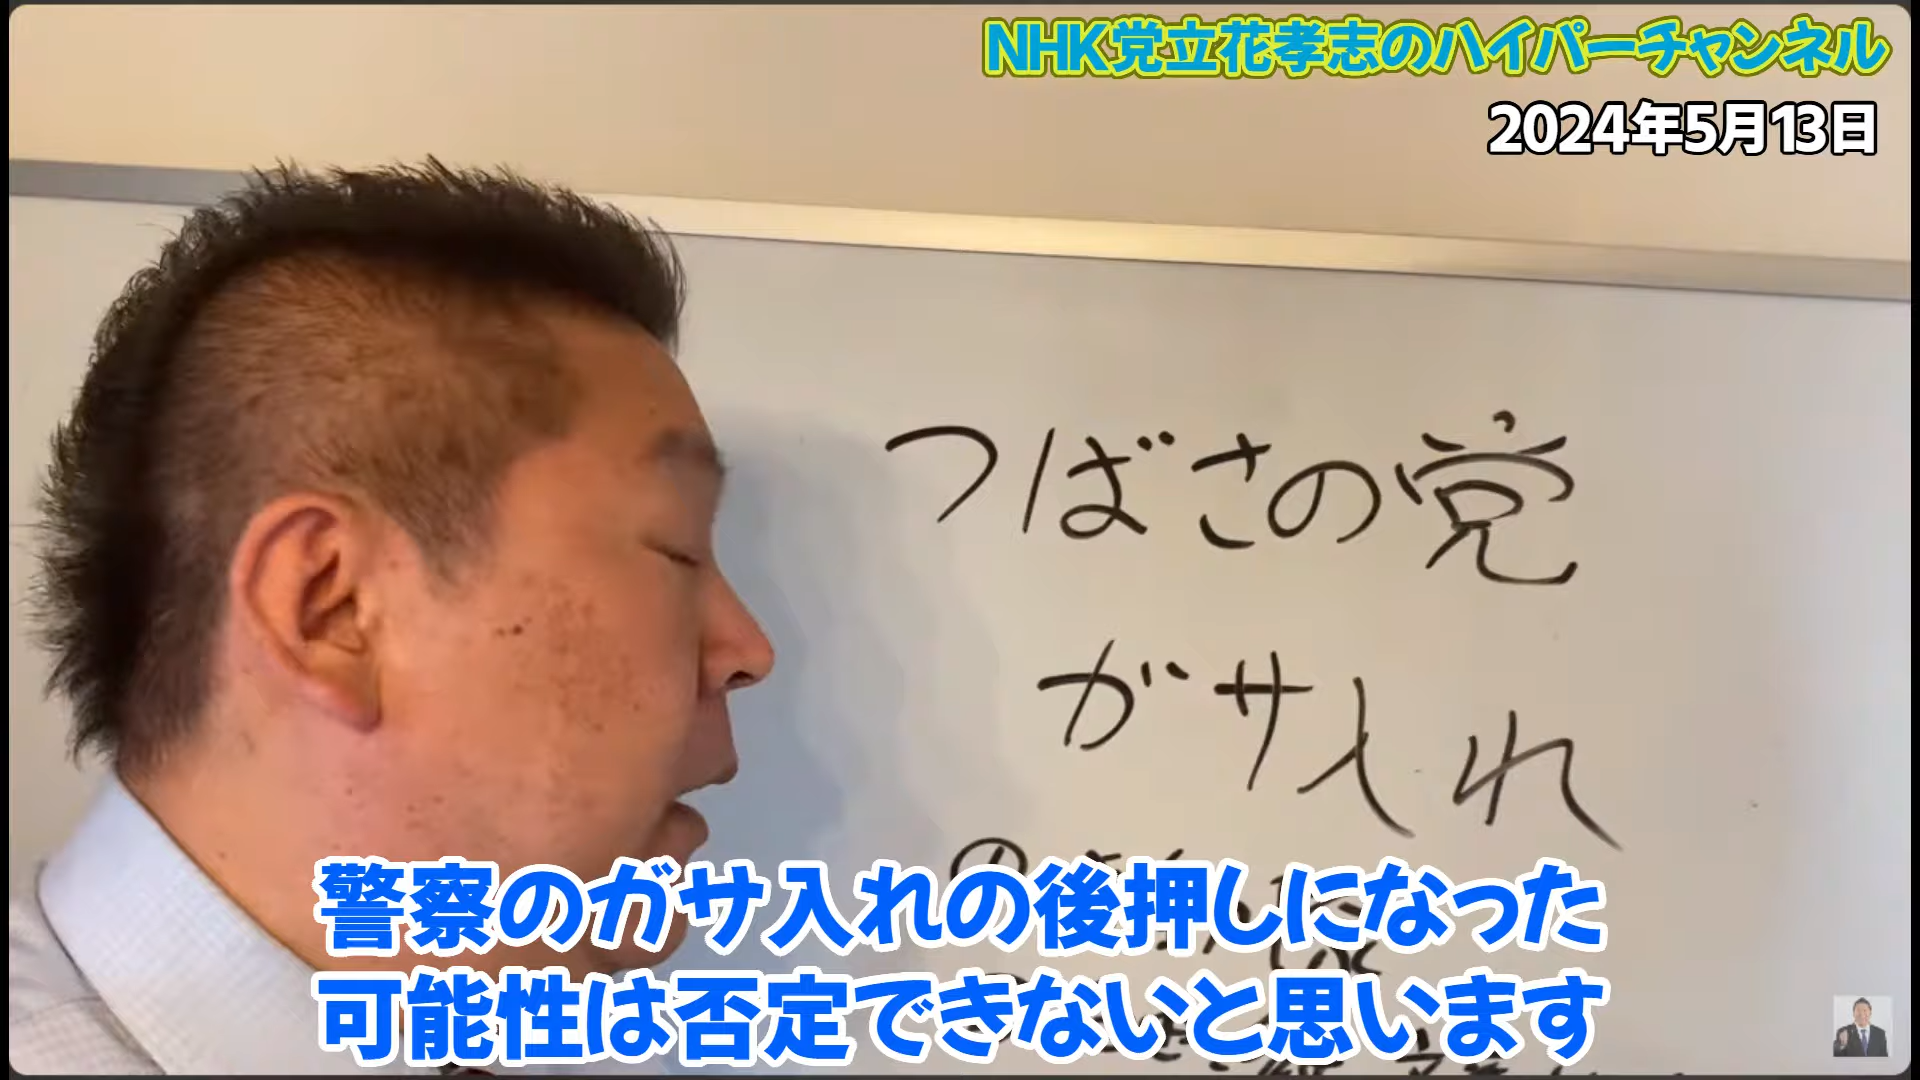 NHK党立花孝志のハイパーチャンネル
2024年5月13日
つばさの党
ガサ入れ
警察のガサ入れの後押しになった
可能性は否定できないと思います